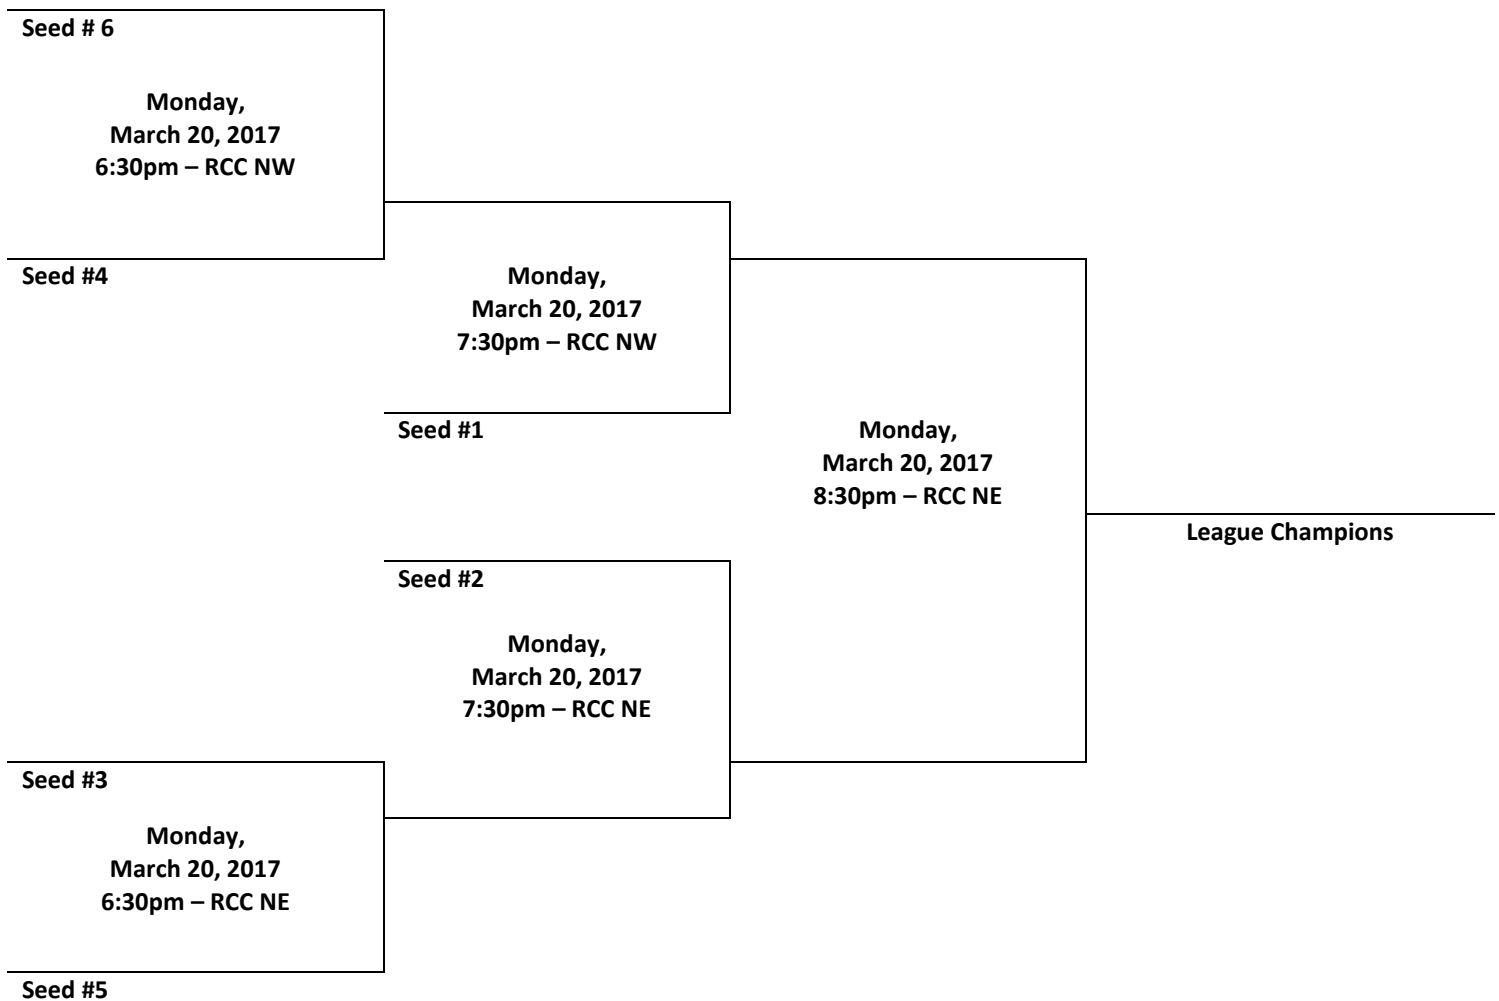 Seed # 6
Monday,
March 20, 2017
6:30pm – RCC NW
Seed #4
Monday,
March 20, 2017
7:30pm – RCC NW
Seed #1
Monday,
March 20, 2017
8:30pm – RCC NE
League Champions
Seed #2
Monday,
March 20, 2017
7:30pm – RCC NE
Seed #3
Monday,
March 20, 2017
6:30pm – RCC NE
Seed #5